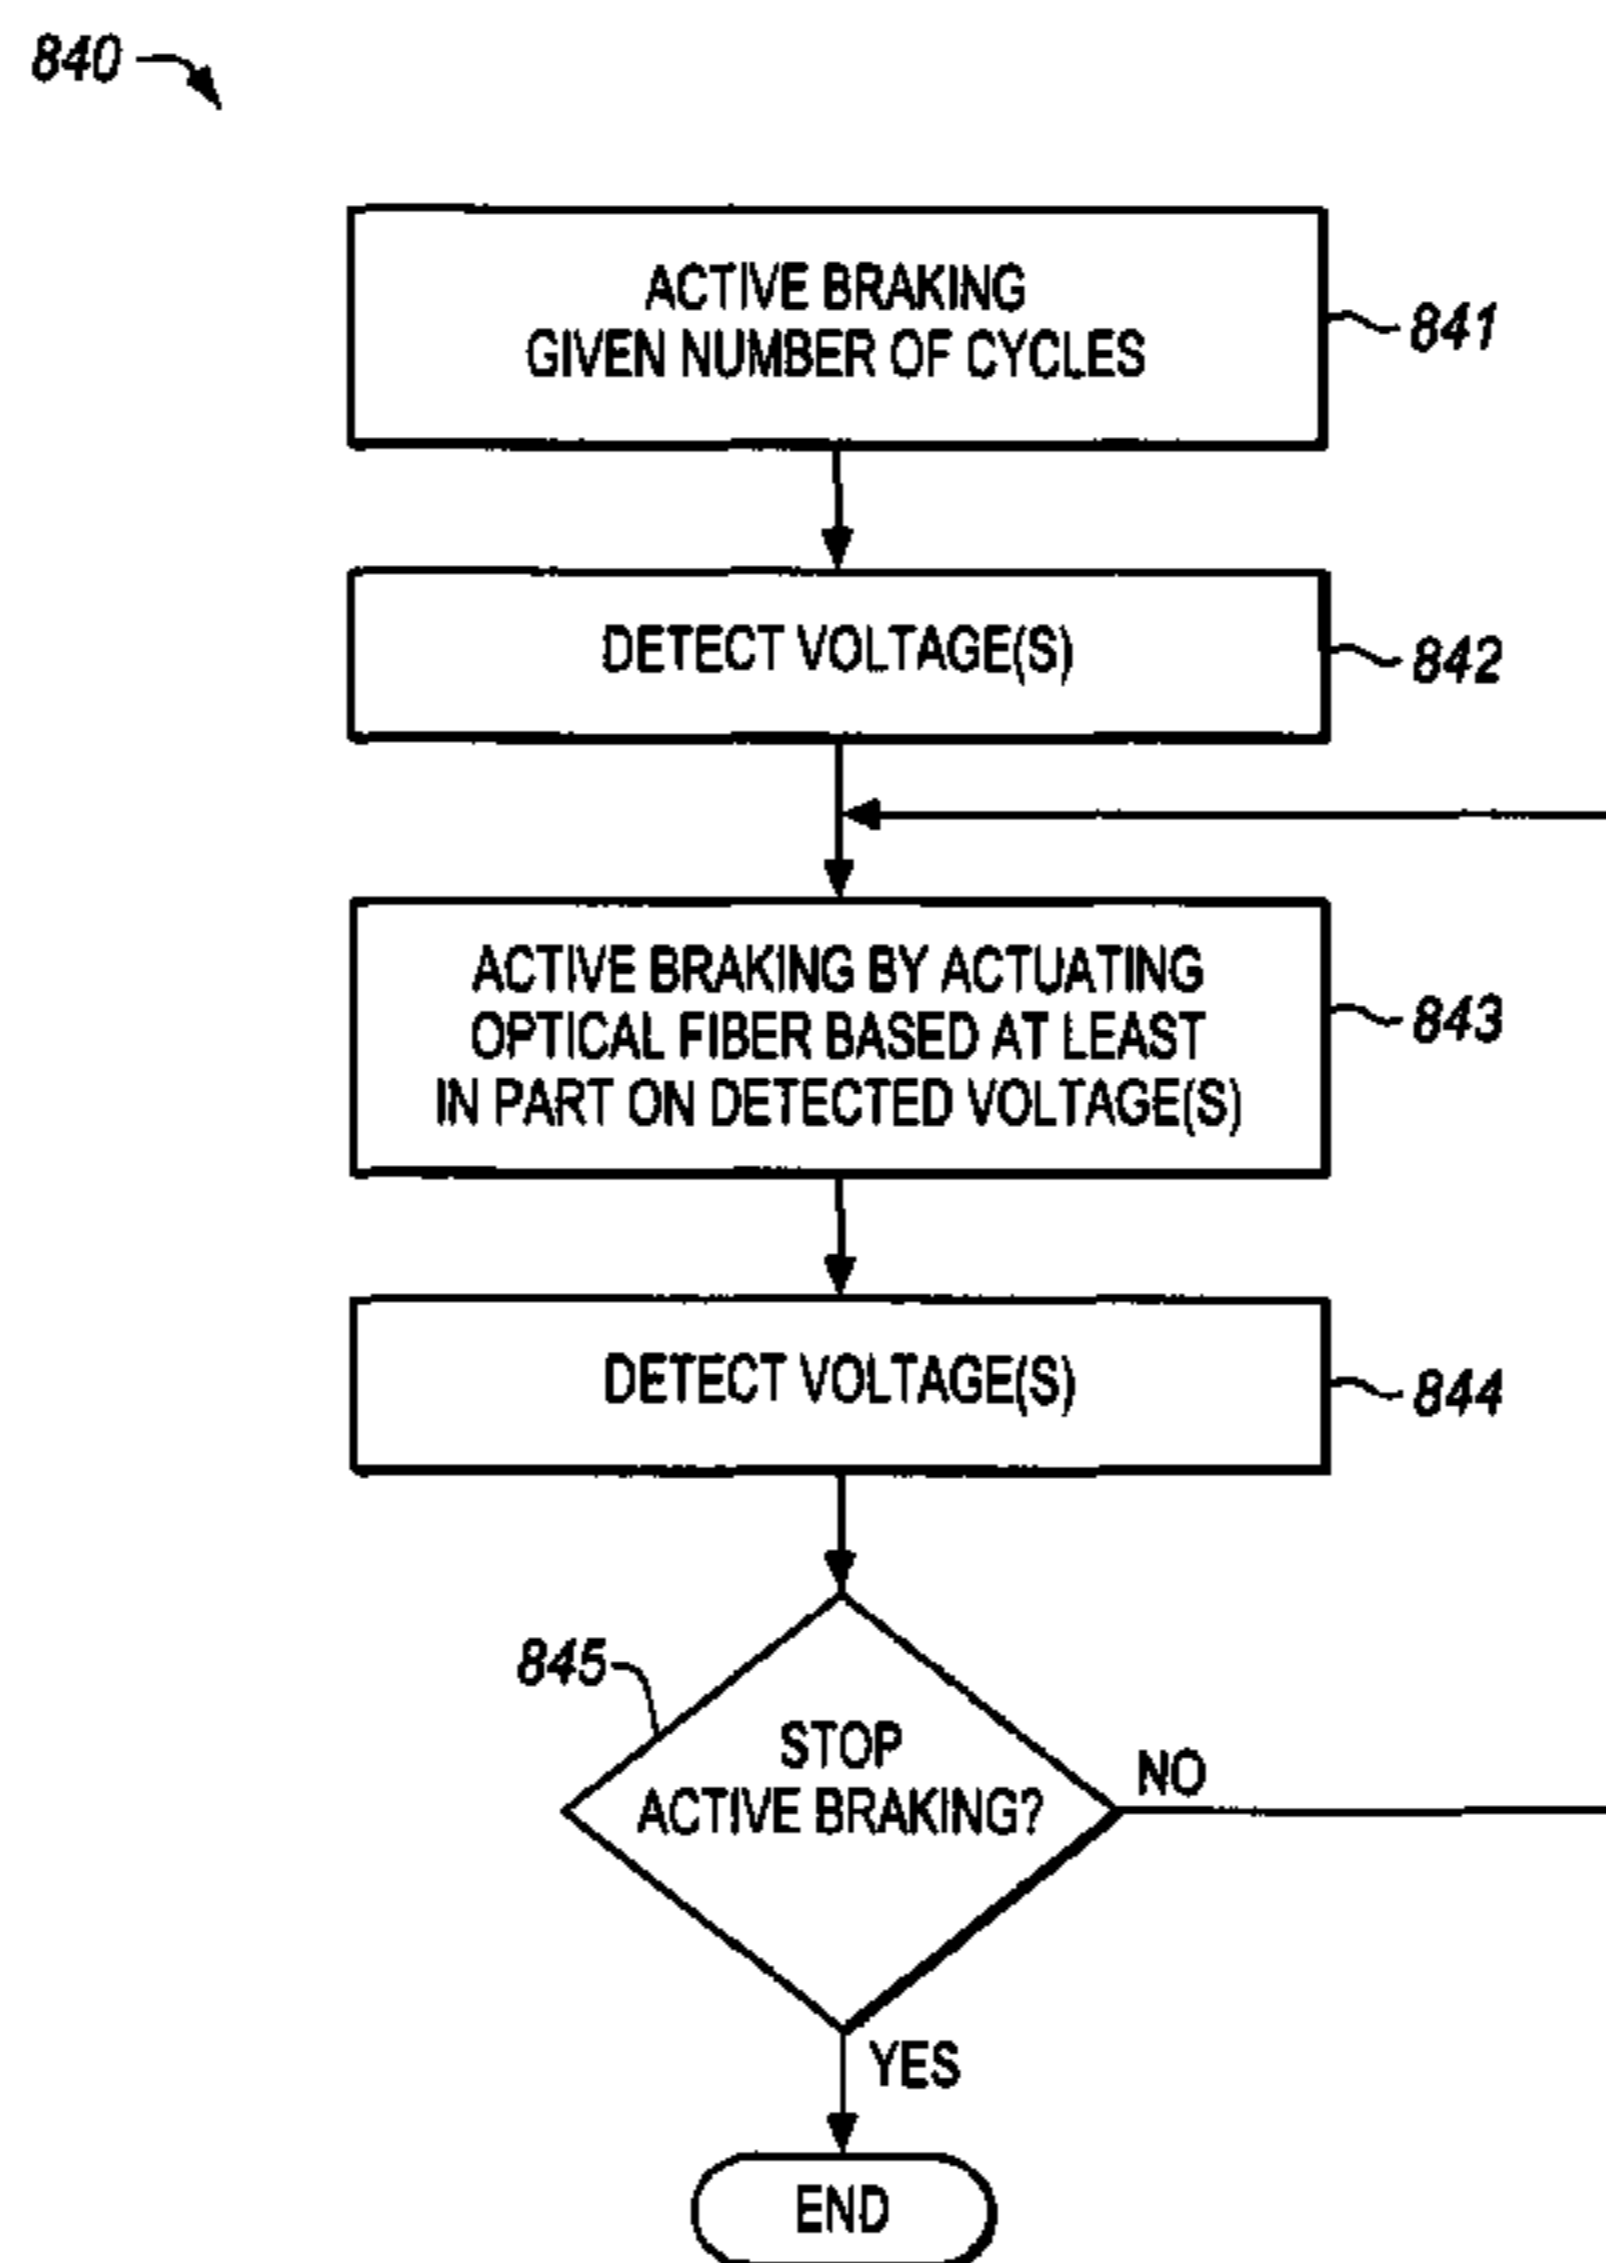 840
ACTIVE BRAKING
GIVEN NUMBER OF CYCLES
841
DETECT VOLTAGE(S)
842
ACTIVE BRAKING BY ACTUATING
OPTICAL FIBER BASED AT LEAST
IN PART ON DETECTED VOLTAGE(S)
843
DETECT VOLTAGE(S)
844
845
STOP
ACTIVE BRAKING?
NO
YES
END